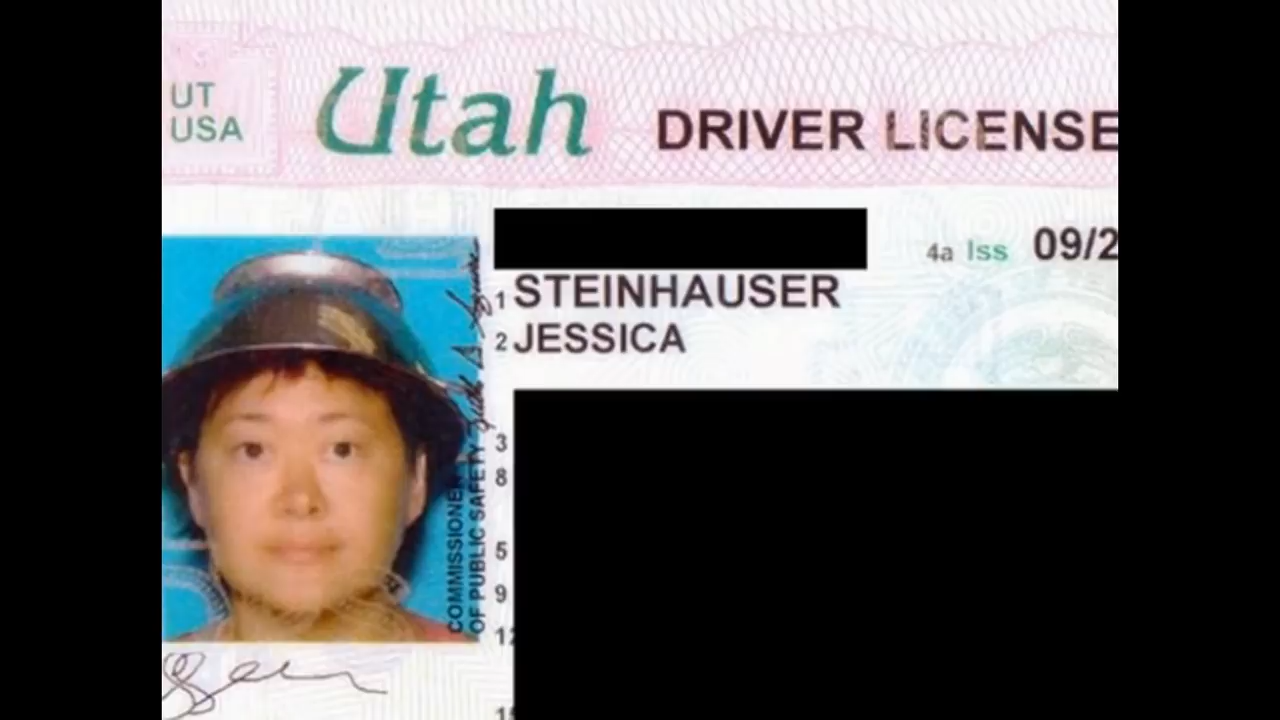 UT
USA
Utah
DRIVER LICENSE
4a Iss 09/2
1 STEINHAUSER
2 JESSICA
3
8
5
9
12
COMMISSIONER
OF PUBLIC SAFETY